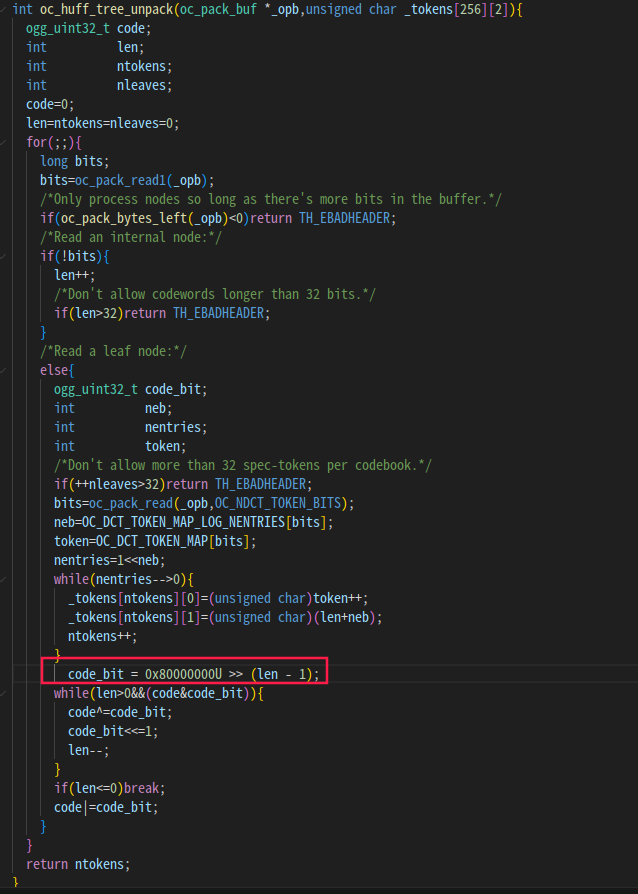 int oc_huff_tree_unpack(oc_pack_buf *_opb,unsigned char _tokens[256][2]){
  ogg_uint32_t code;
  int          len;
  int          ntokens;
  int          nleaves;
  code=0;
  len=ntokens=nleaves=0;
  for(;;){
    long bits;
    bits=oc_pack_read1(_opb);
    /*Only process nodes so long as there's more bits in the buffer.*/
    if(oc_pack_bytes_left(_opb)<0)return TH_EBADHEADER;
    /*Read an internal node:*/
    if(!bits){
      len++;
      /*Don't allow codewords longer than 32 bits.*/
      if(len>32)return TH_EBADHEADER;
    }
    /*Read a leaf node:*/
    else{
      ogg_uint32_t code_bit;
      int          neb;
      int          nentries;
      int          token;
      /*Don't allow more than 32 spec-tokens per codebook.*/
      if(++nleaves>32)return TH_EBADHEADER;
      bits=oc_pack_read(_opb,OC_NDCT_TOKEN_BITS);
      neb=OC_DCT_TOKEN_MAP_LOG_NENTRIES[bits];
      token=OC_DCT_TOKEN_MAP[bits];
      nentries=1<<neb;
      while(nentries-->0){
        _tokens[ntokens][0]=(unsigned char)token++;
        _tokens[ntokens][1]=(unsigned char)(len+neb);
        ntokens++;
      }
        code_bit = 0x80000000U >> (len - 1);
      while(len>0&&(code&code_bit)){
        code^=code_bit;
        code_bit<<=1;
        len--;
      }
      if(len<=0)break;
      code|=code_bit;
    }
  }
  return ntokens;
}